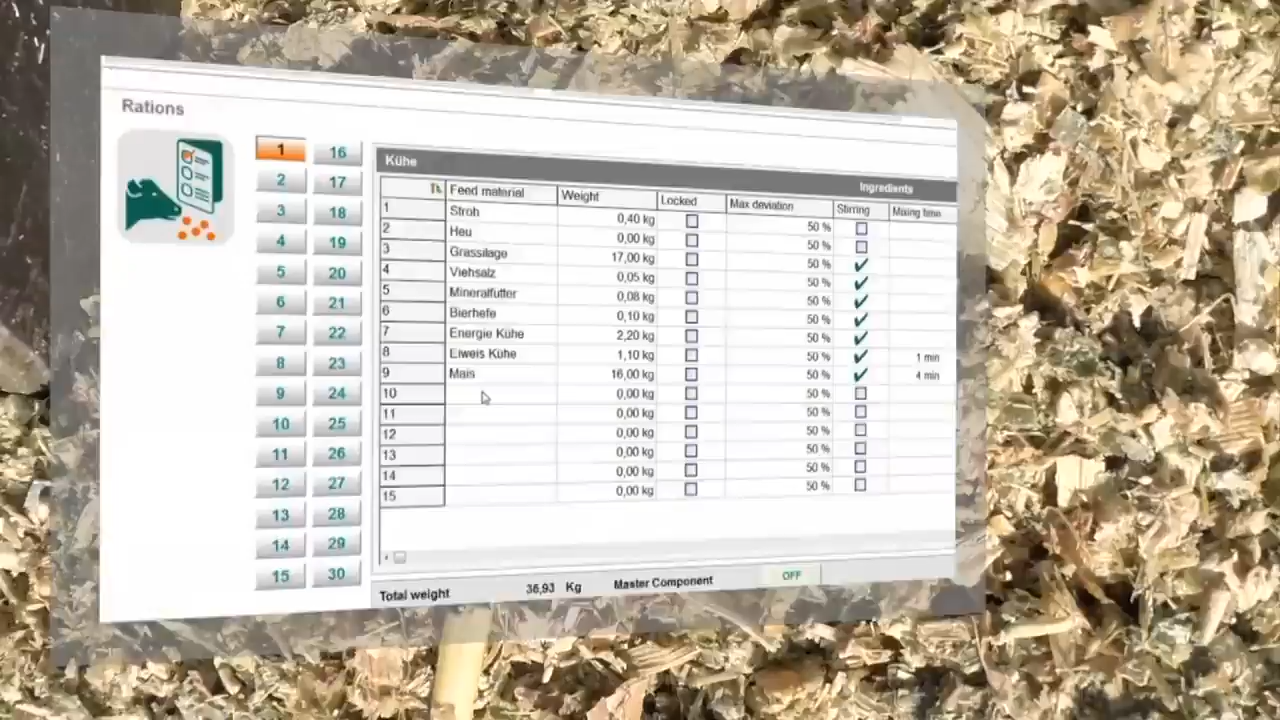 Rations
1 16
2 17
3 18
4 19
5 20
6 21
7 22
8 23
9 24
10 25
11 26
12 27
13 28
14 29
15 30
Kühe
Ingredients
Feed material Weight Locked Max deviation Stirring Mixing time
1 Stroh 0,40 kg 50 %
2 Heu 0,00 kg 50 %
3 Grassilage 17,00 kg 50 %
4 Viehsalz 0,05 kg 50 %
5 Mineralfutter 0,08 kg 50 %
6 Bierhefe 0,10 kg 50 %
7 Energie Kühe 2,20 kg 50 %
8 Eiweis Kühe 1,10 kg 50 % 1 min
9 Mais 16,00 kg 50 % 4 min
10 0,00 kg 50 %
11 0,00 kg 50 %
12 0,00 kg 50 %
13 0,00 kg 50 %
14 0,00 kg 50 %
15 0,00 kg 50 %
Total weight 36,93 Kg Master Component OFF